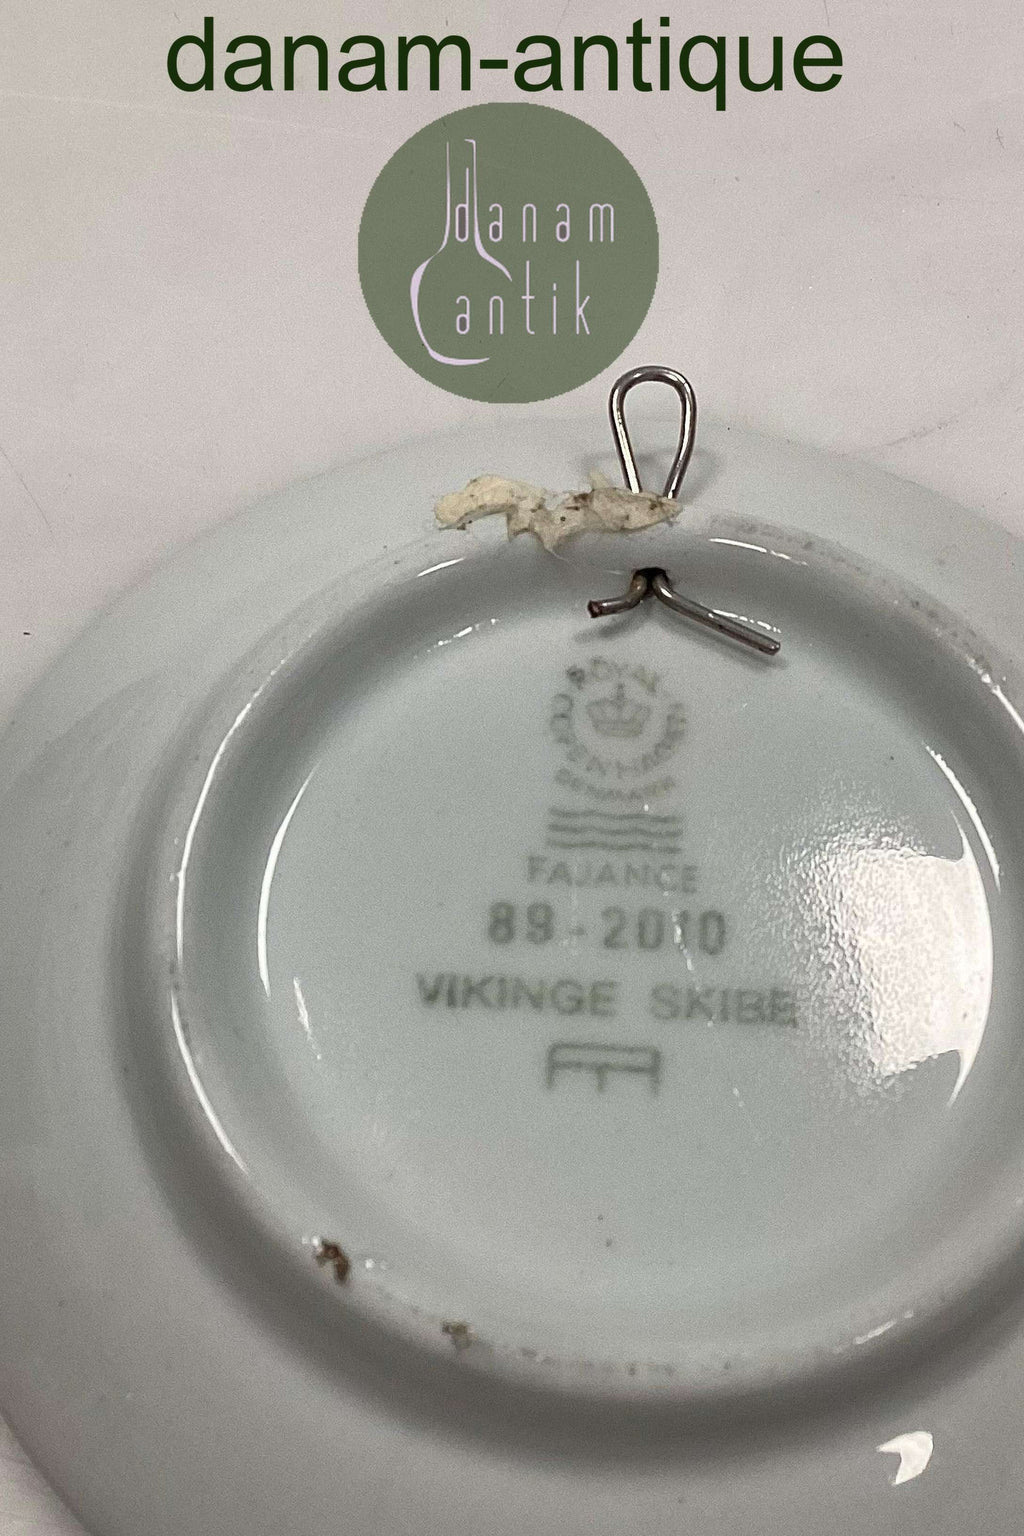 danam-antique
danam
antik
ROYAL
COPENHAGEN
DENMARK
FAJANCE
89-2010
VIKINGE SKIBE